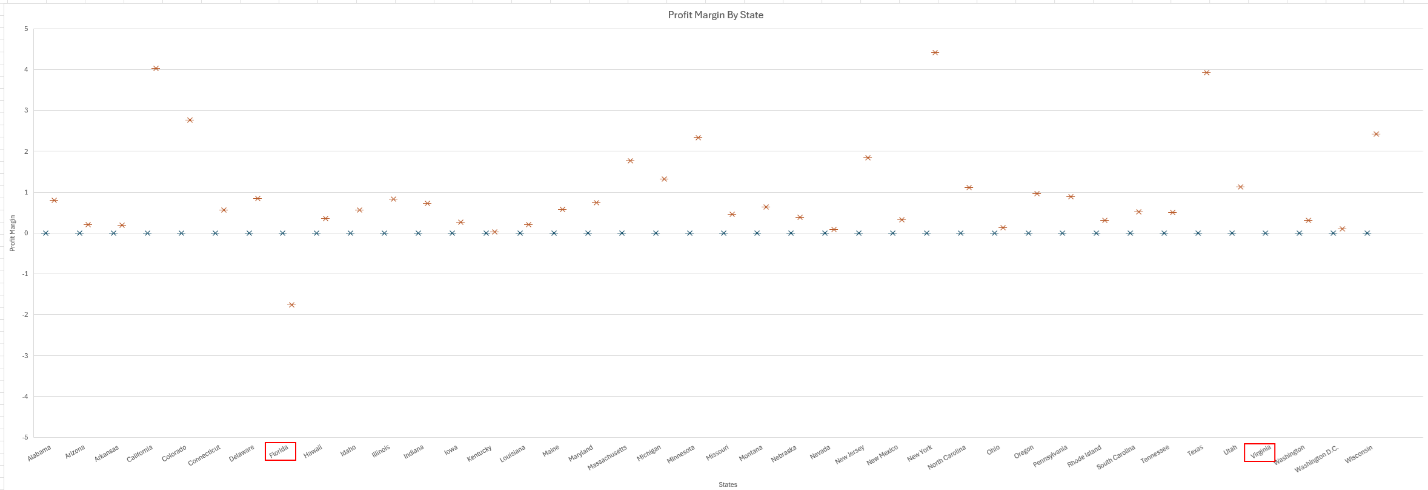 Profit Margin By State
5
4
3
2
1
0
-1
-2
-3
-4
-5
Profit Margin
Alabama
Arizona
Arkansas
California
Colorado
Connecticut
Delaware
Florida
Hawaii
Idaho
Illinois
Indiana
Iowa
Kentucky
Louisiana
Maine
Maryland
Massachusetts
Michigan
Minnesota
Missouri
Montana
Nebraska
Nevada
New Jersey
New Mexico
New York
North Carolina
Ohio
Oregon
Pennsylvania
Rhode Island
South Carolina
Tennessee
Texas
Utah
Virginia
Washington
Washington D.C.
Wisconsin
States